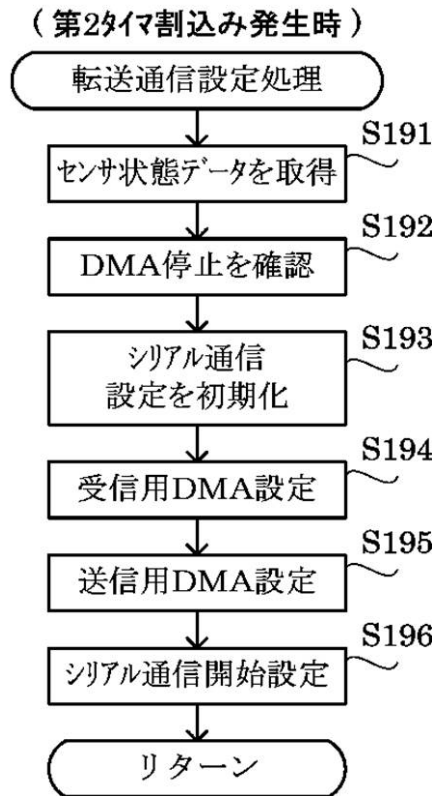 (第2タイマ割込み発生時)
転送通信設定処理
S191
センサ状態データを取得
S192
DMA停止を確認
S193
シリアル通信
設定を初期化
S194
受信用DMA設定
S195
送信用DMA設定
S196
シリアル通信開始設定
リターン